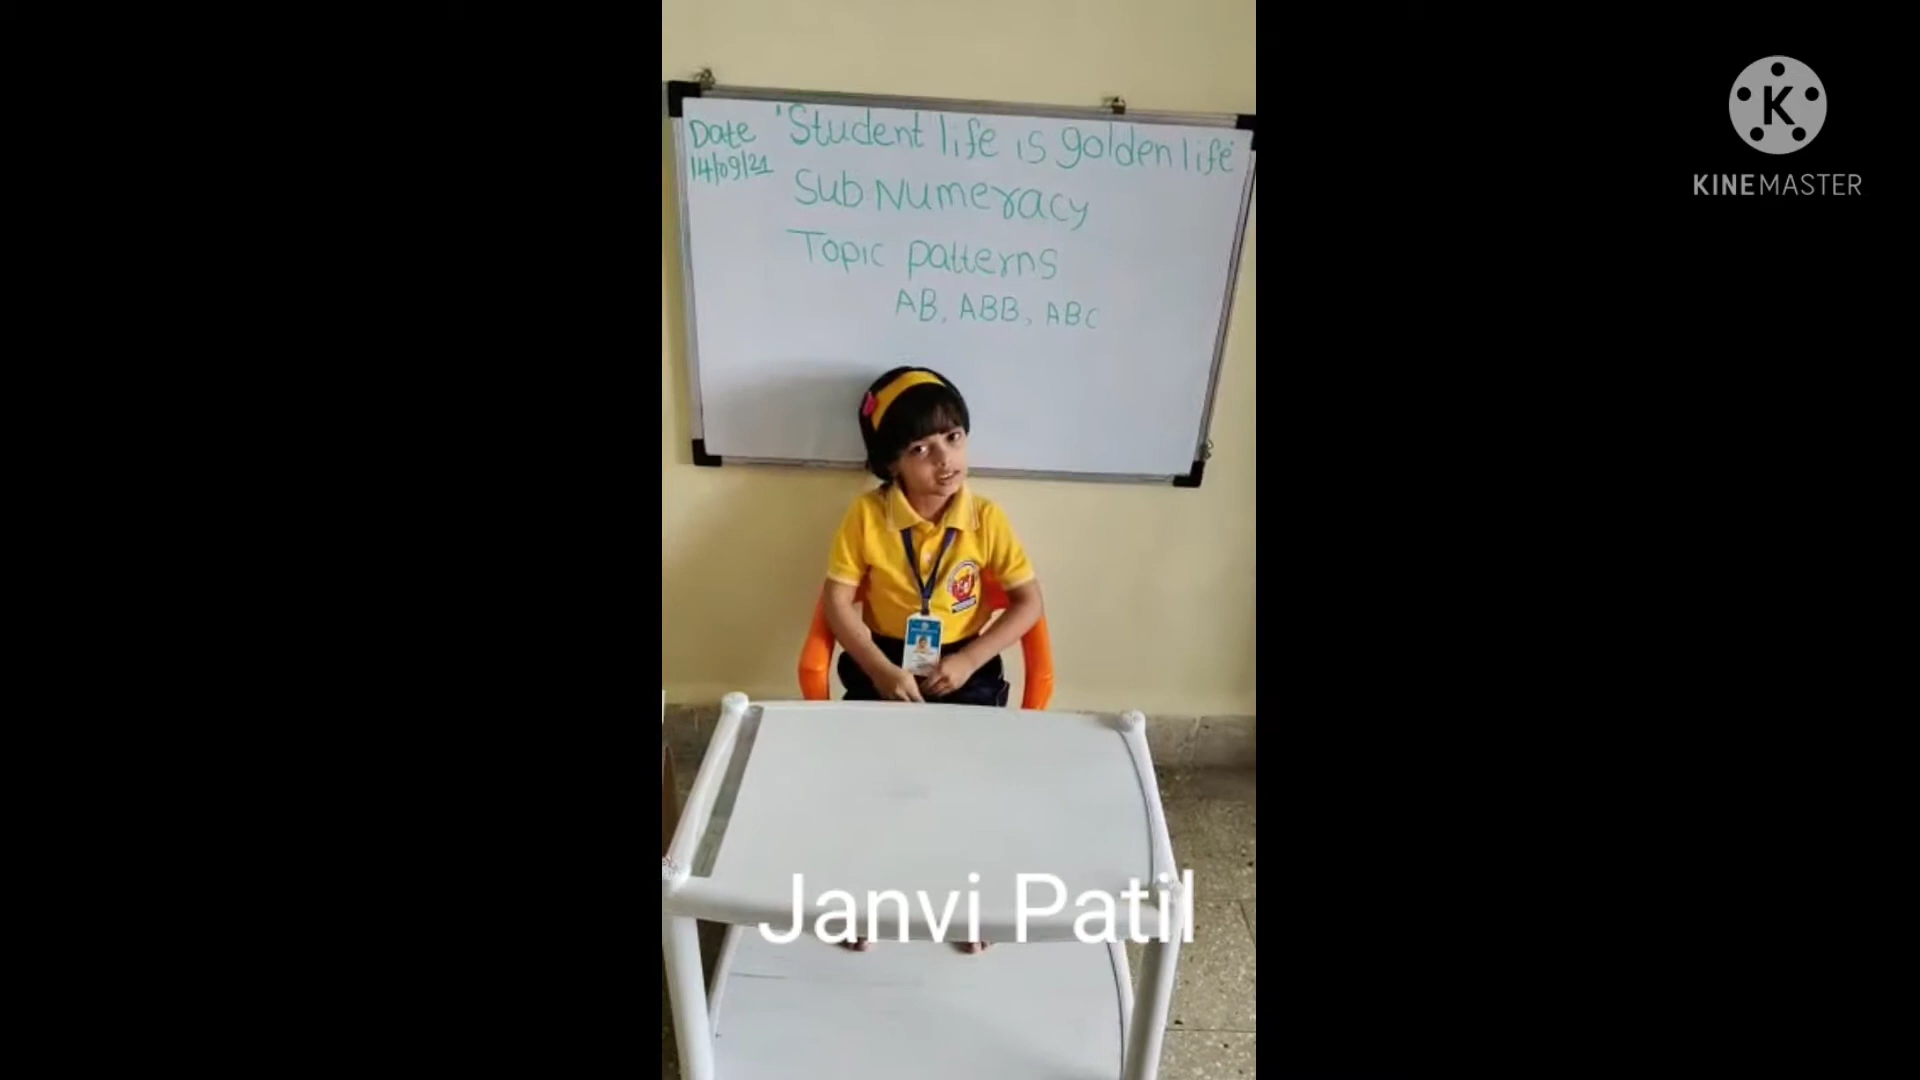 Date
14/09/21
'Student life is golden life'
Sub Numeracy
Topic patterns
AB, ABB, ABC
Janvi Patil
K
KINEMASTER